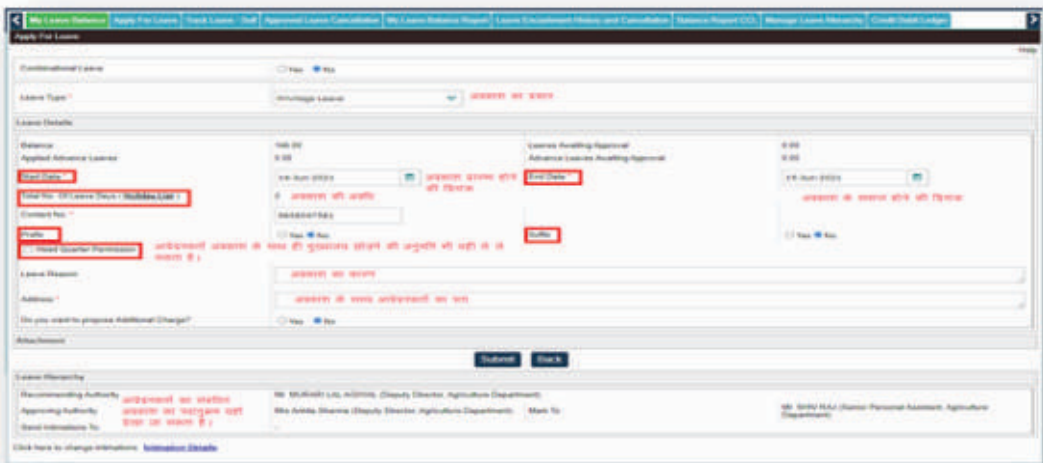 My Leave Balance Apply For Leave Track Leave - Self Approved Leave Cancellation My Leave Balance Report Leave Encashment History and Cancellation Balance Report CCL Manage Leave Hierarchy Credit Debit Ledger
Apply For Leave
Help
Combinational Leave Yes No
Leave Type * Privilege Leave अवकाश का प्रकार
Leave Details
Balance Leaves Awaiting Approval 0.00
Applied Advance Leaves 0.00 Advance Leaves Awaiting Approval 0.00
Start Date * अवकाश प्रारम्भ होने की दिनांक End Date *
Total No. Of Leave Days ( Holiday List ) अवकाश की अवधि अवकाश के समाप्त होने की दिनांक
Contact No. *
Prefix Yes No Suffix Yes No
Head Quarter Permission आवेदनकर्ता अवकाश के साथ ही मुख्यालय छोड़ने की अनुमति भी यही से ले
सकता है।
Leave Reason अवकाश का कारण
Address * अवकाश के समय आवेदनकर्ता का पता
Do you want to propose Additional Charge? Yes No
Attachment
Submit Back
Leave Hierarchy
Recommending Authority Mr. MURARI LAL (Deputy Director, Agriculture Department)
Approving Authority Sharma (Deputy Director, Agriculture Department) Mark To Mr. (Senior Personal Assistant, Agriculture Department)
Send Intimations To
आवेदनकर्ता का संबंधित
अवकाश का पदानुक्रम यहाँ
देखा जा सकता है।
Click here to change intimations Intimation Details